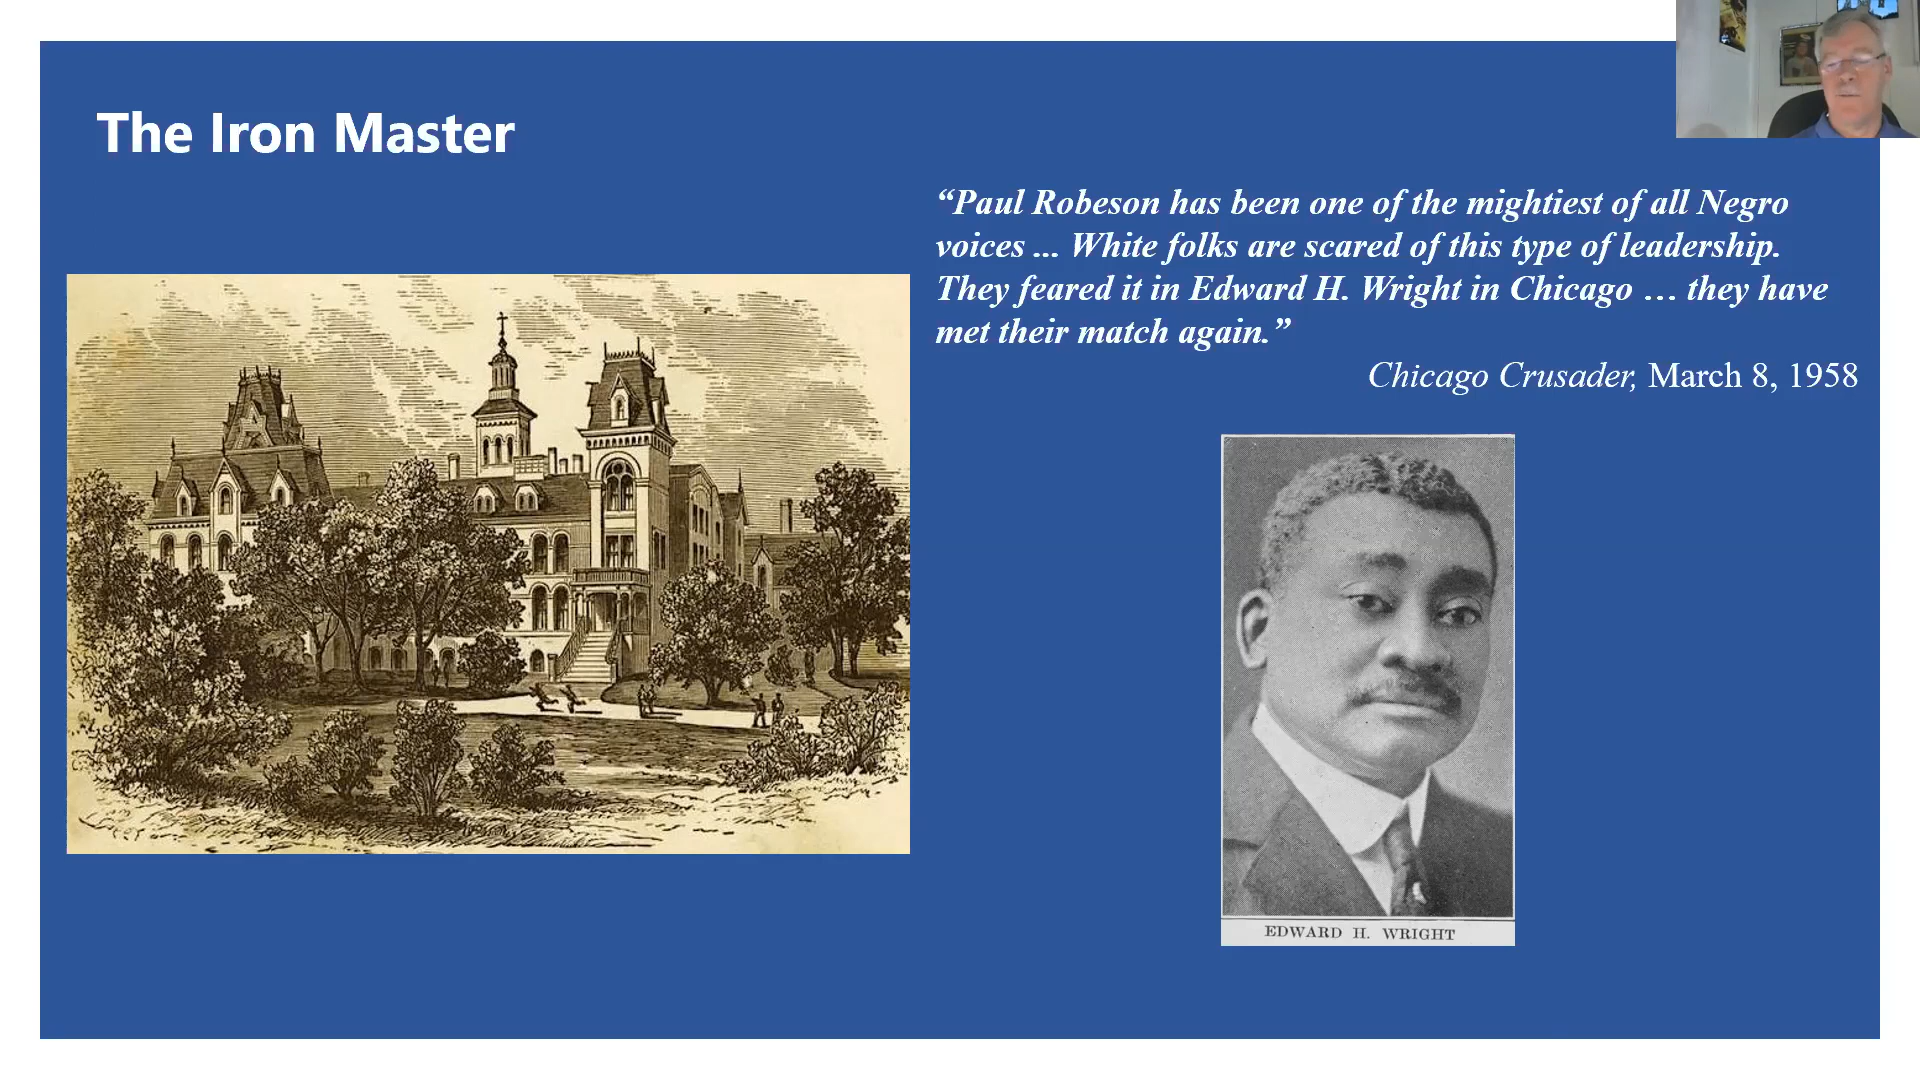 The Iron Master
“Paul Robeson has been one of the mightiest of all Negro
voices ... White folks are scared of this type of leadership.
They feared it in Edward H. Wright in Chicago … they have
met their match again.”
Chicago Crusader, March 8, 1958
EDWARD H. WRIGHT